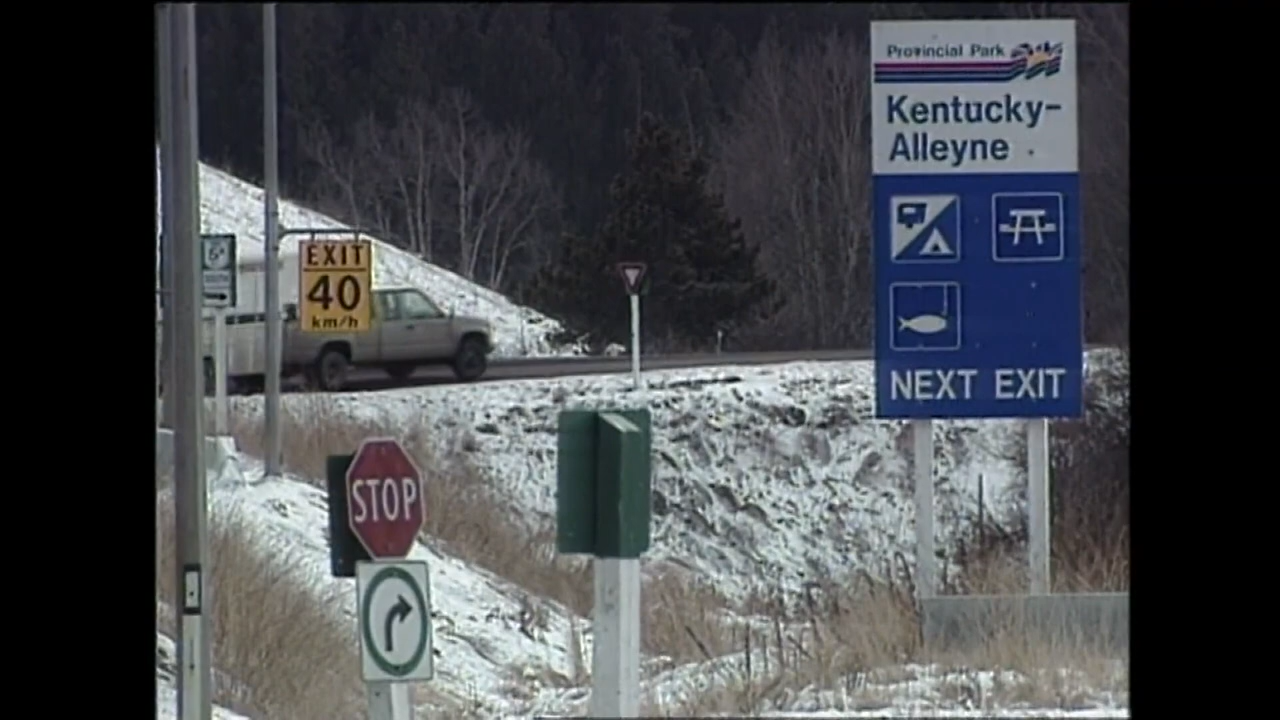 Provincial Park
Kentucky-
Alleyne
NEXT EXIT
EXIT
40
km/h
STOP